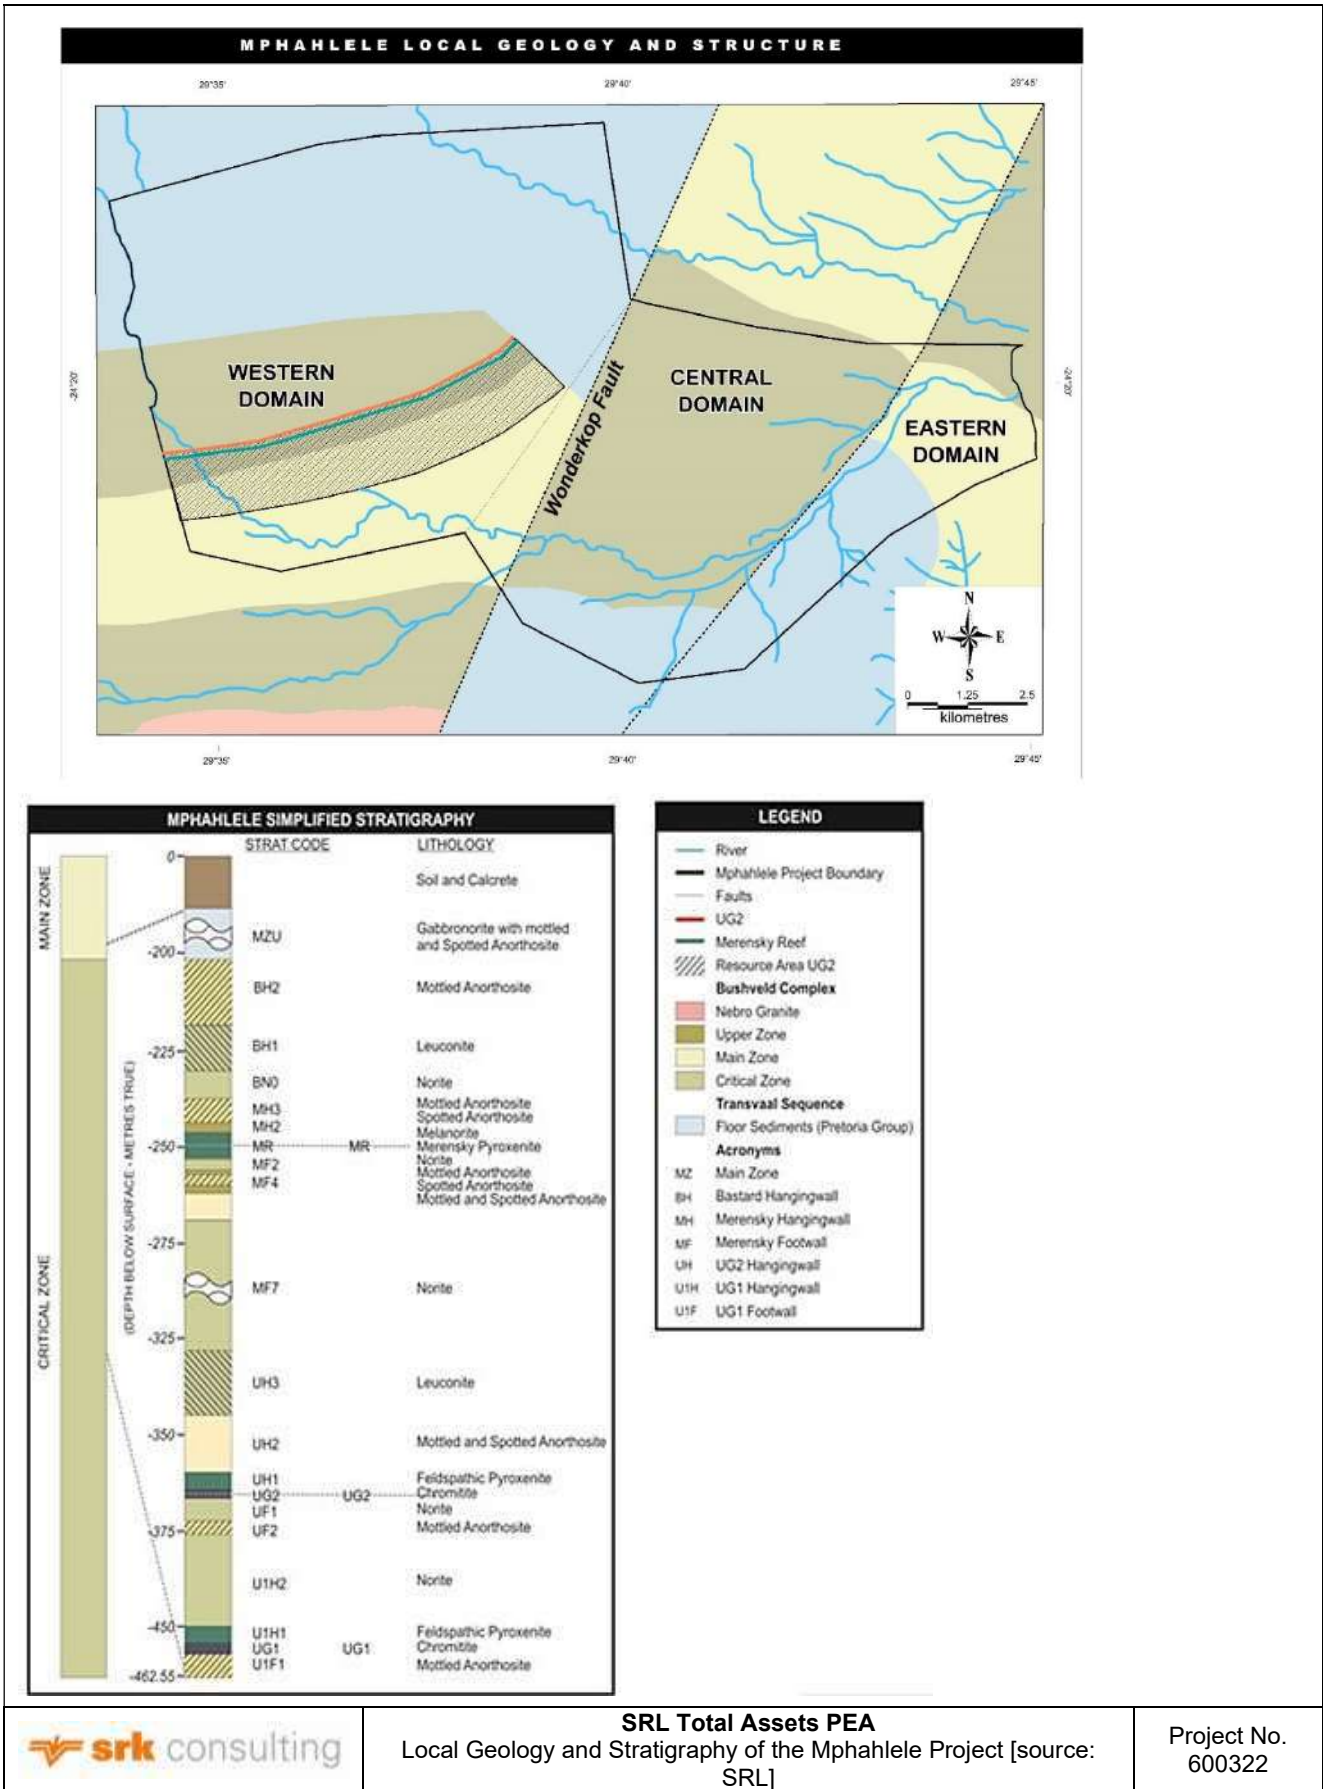 MPHAHLELE LOCAL GEOLOGY AND STRUCTURE
29°35' 29°40' 29°45'
-24°20' -24°20'
WESTERN
DOMAIN
CENTRAL
DOMAIN
EASTERN
DOMAIN
Wonderkop Fault
N
W E
S
0 1.25 2.5
kilometres
29°35' 29°40' 29°45'
MPHAHLELE SIMPLIFIED STRATIGRAPHY
STRAT CODE LITHOLOGY
MAIN ZONE
CRITICAL ZONE
(DEPTH BELOW SURFACE - METRES TRUE)
0
Soil and Calcrete
MZU Gabbronorite with mottled
and Spotted Anorthosite
-200
BH2 Mottled Anorthosite
-225 BH1 Leuconite
BN0 Norite
MH3 Mottled Anorthosite
Spotted Anorthosite
MH2
Melanorite
-250 MR MR Merensky Pyroxenite
Norite
MF2
Mottled Anorthosite
MF4 Spotted Anorthosite
Mottled and Spotted Anorthosite
-275
MF7 Norite
-325
UH3 Leuconite
-350
UH2 Mottled and Spotted Anorthosite
UH1 Feldspathic Pyroxenite
UG2 UG2 Chromitite
UF1 Norite
-375 UF2 Mottled Anorthosite
U1H2 Norite
-450
U1H1 Feldspathic Pyroxenite
UG1 UG1 Chromitite
U1F1 Mottled Anorthosite
-462.55
LEGEND
River
Mphahlele Project Boundary
Faults
UG2
Merensky Reef
Resource Area UG2
Bushveld Complex
Nebro Granite
Upper Zone
Main Zone
Critical Zone
Transvaal Sequence
Floor Sediments (Pretoria Group)
Acronyms
MZ Main Zone
BH Bastard Hangingwall
MH Merensky Hangingwall
MF Merensky Footwall
UH UG2 Hangingwall
U1H UG1 Hangingwall
U1F UG1 Footwall
srk consulting
SRL Total Assets PEA
Local Geology and Stratigraphy of the Mphahlele Project [source:
SRL]
Project No.
600322